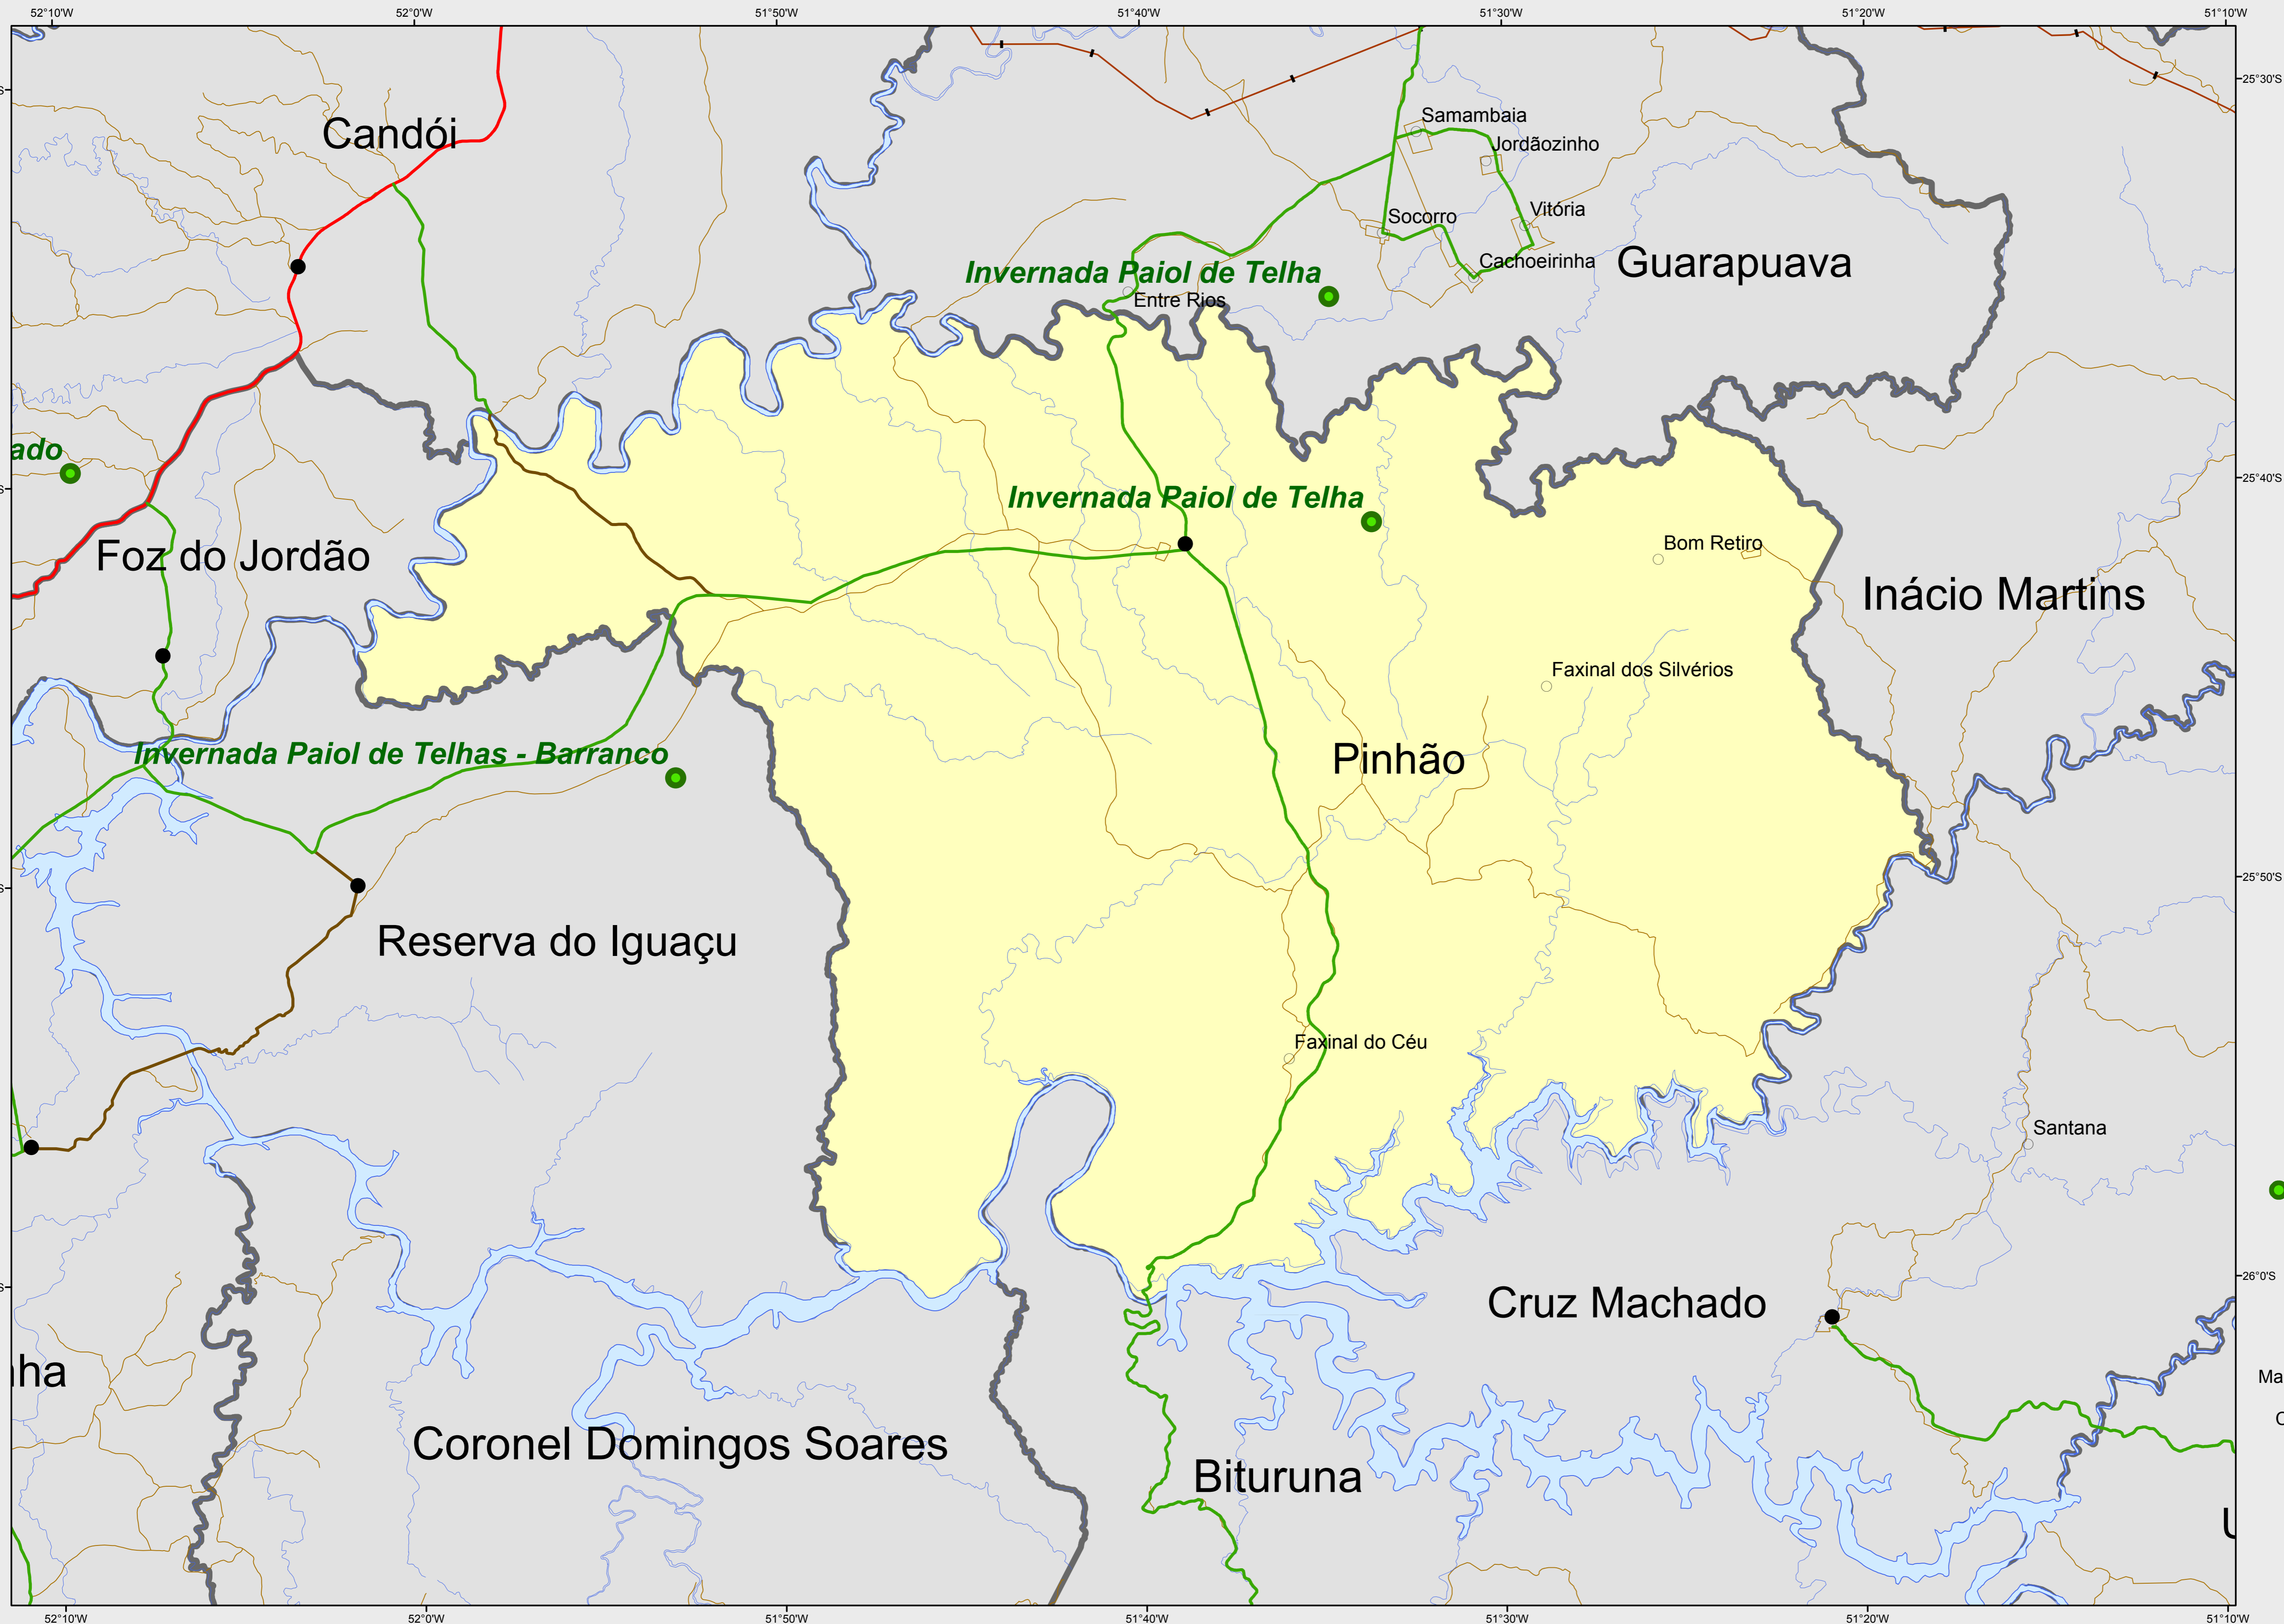 52°10'W
52°0'W
51°50'W
51°40'W
51°30'W
51°20'W
51°10'W
25°30'S
Samambaia
Candói
Jordãozinho
Vitória
Socorro
Guarapuava
Cachoeirinha
Invernada Paiol de Telha
Entre Rios
ado
25°40'S
Invernada Paiol de Telha
Bom Retiro
Foz do Jordão
Inácio Martins
Faxinal dos Silvérios
Invernada Paiol de Telhas - Barranco
Pinhão
25°50'S
Reserva do Iguaçu
Faxinal do Céu
Santana
26°0'S
Cruz Machado
nha
Ma
Coronel Domingos Soares
Bituruna
52°10'W
52°0'W
51°50'W
51°40'W
51°30'W
51°20'W
51°10'W